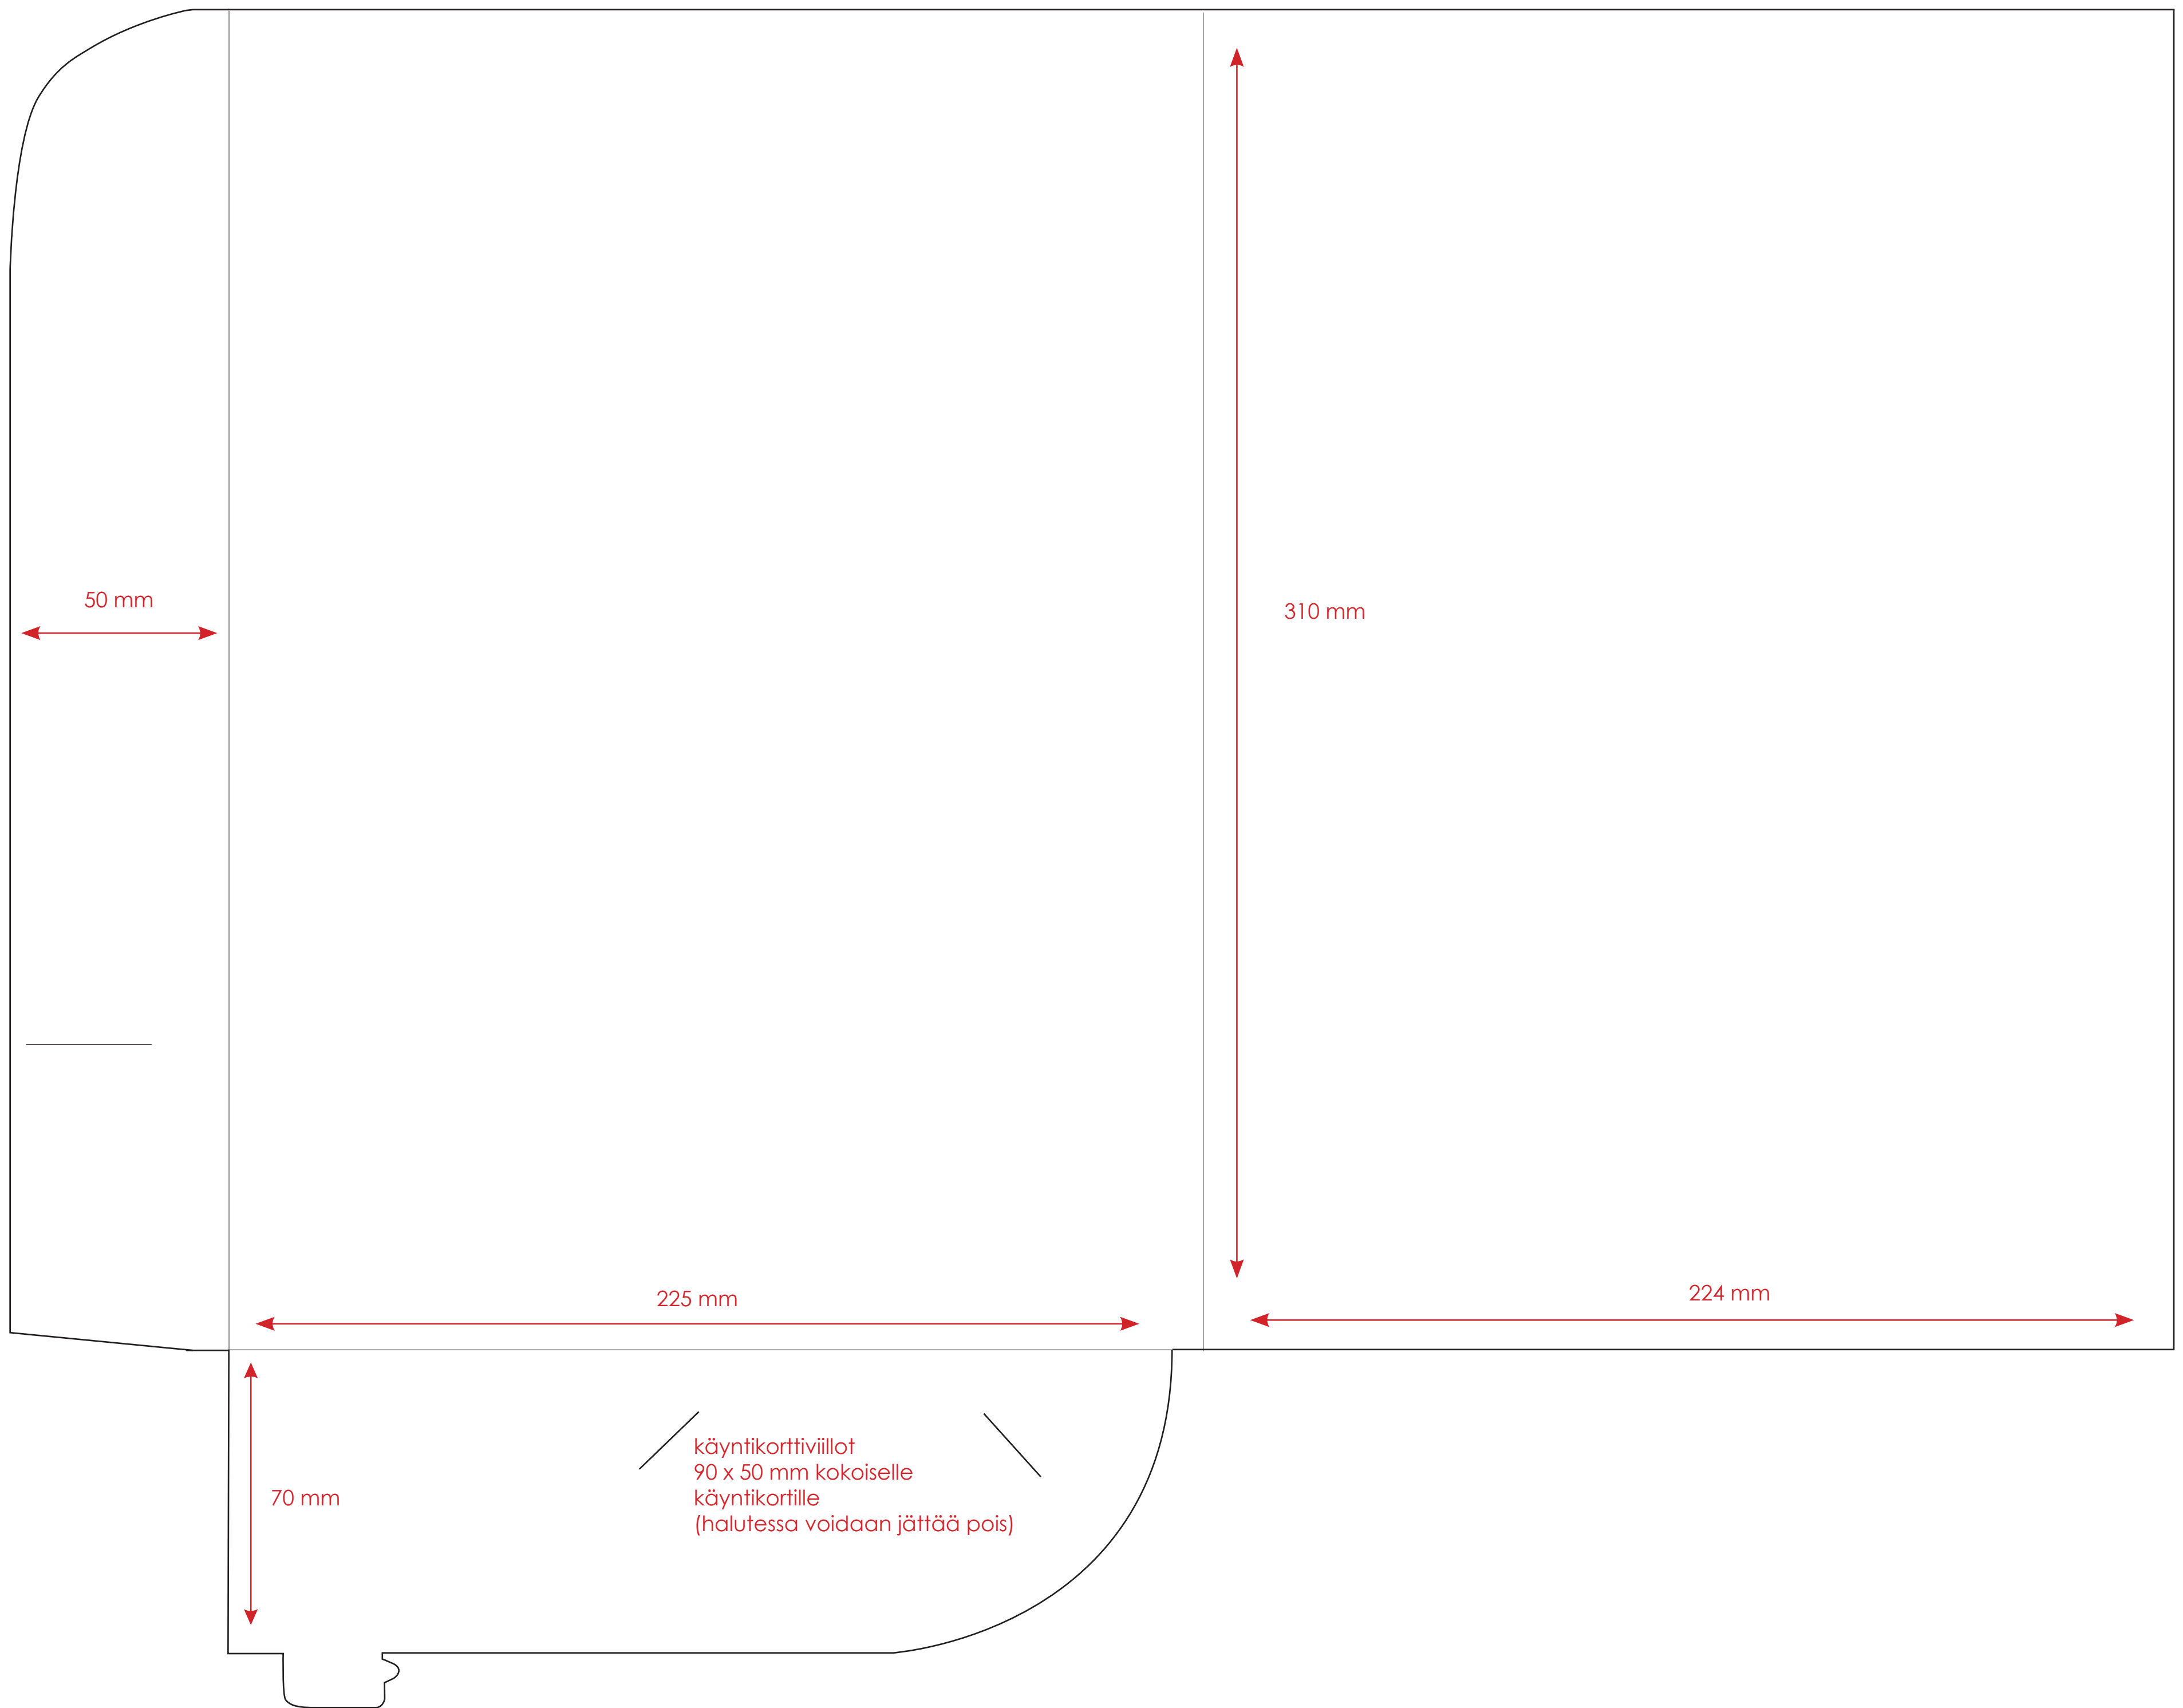 50 mm
310 mm
225 mm
224 mm
käyntikorttiviillot
90 x 50 mm kokoiselle
käyntikortille
(halutessa voidaan jättää pois)
70 mm